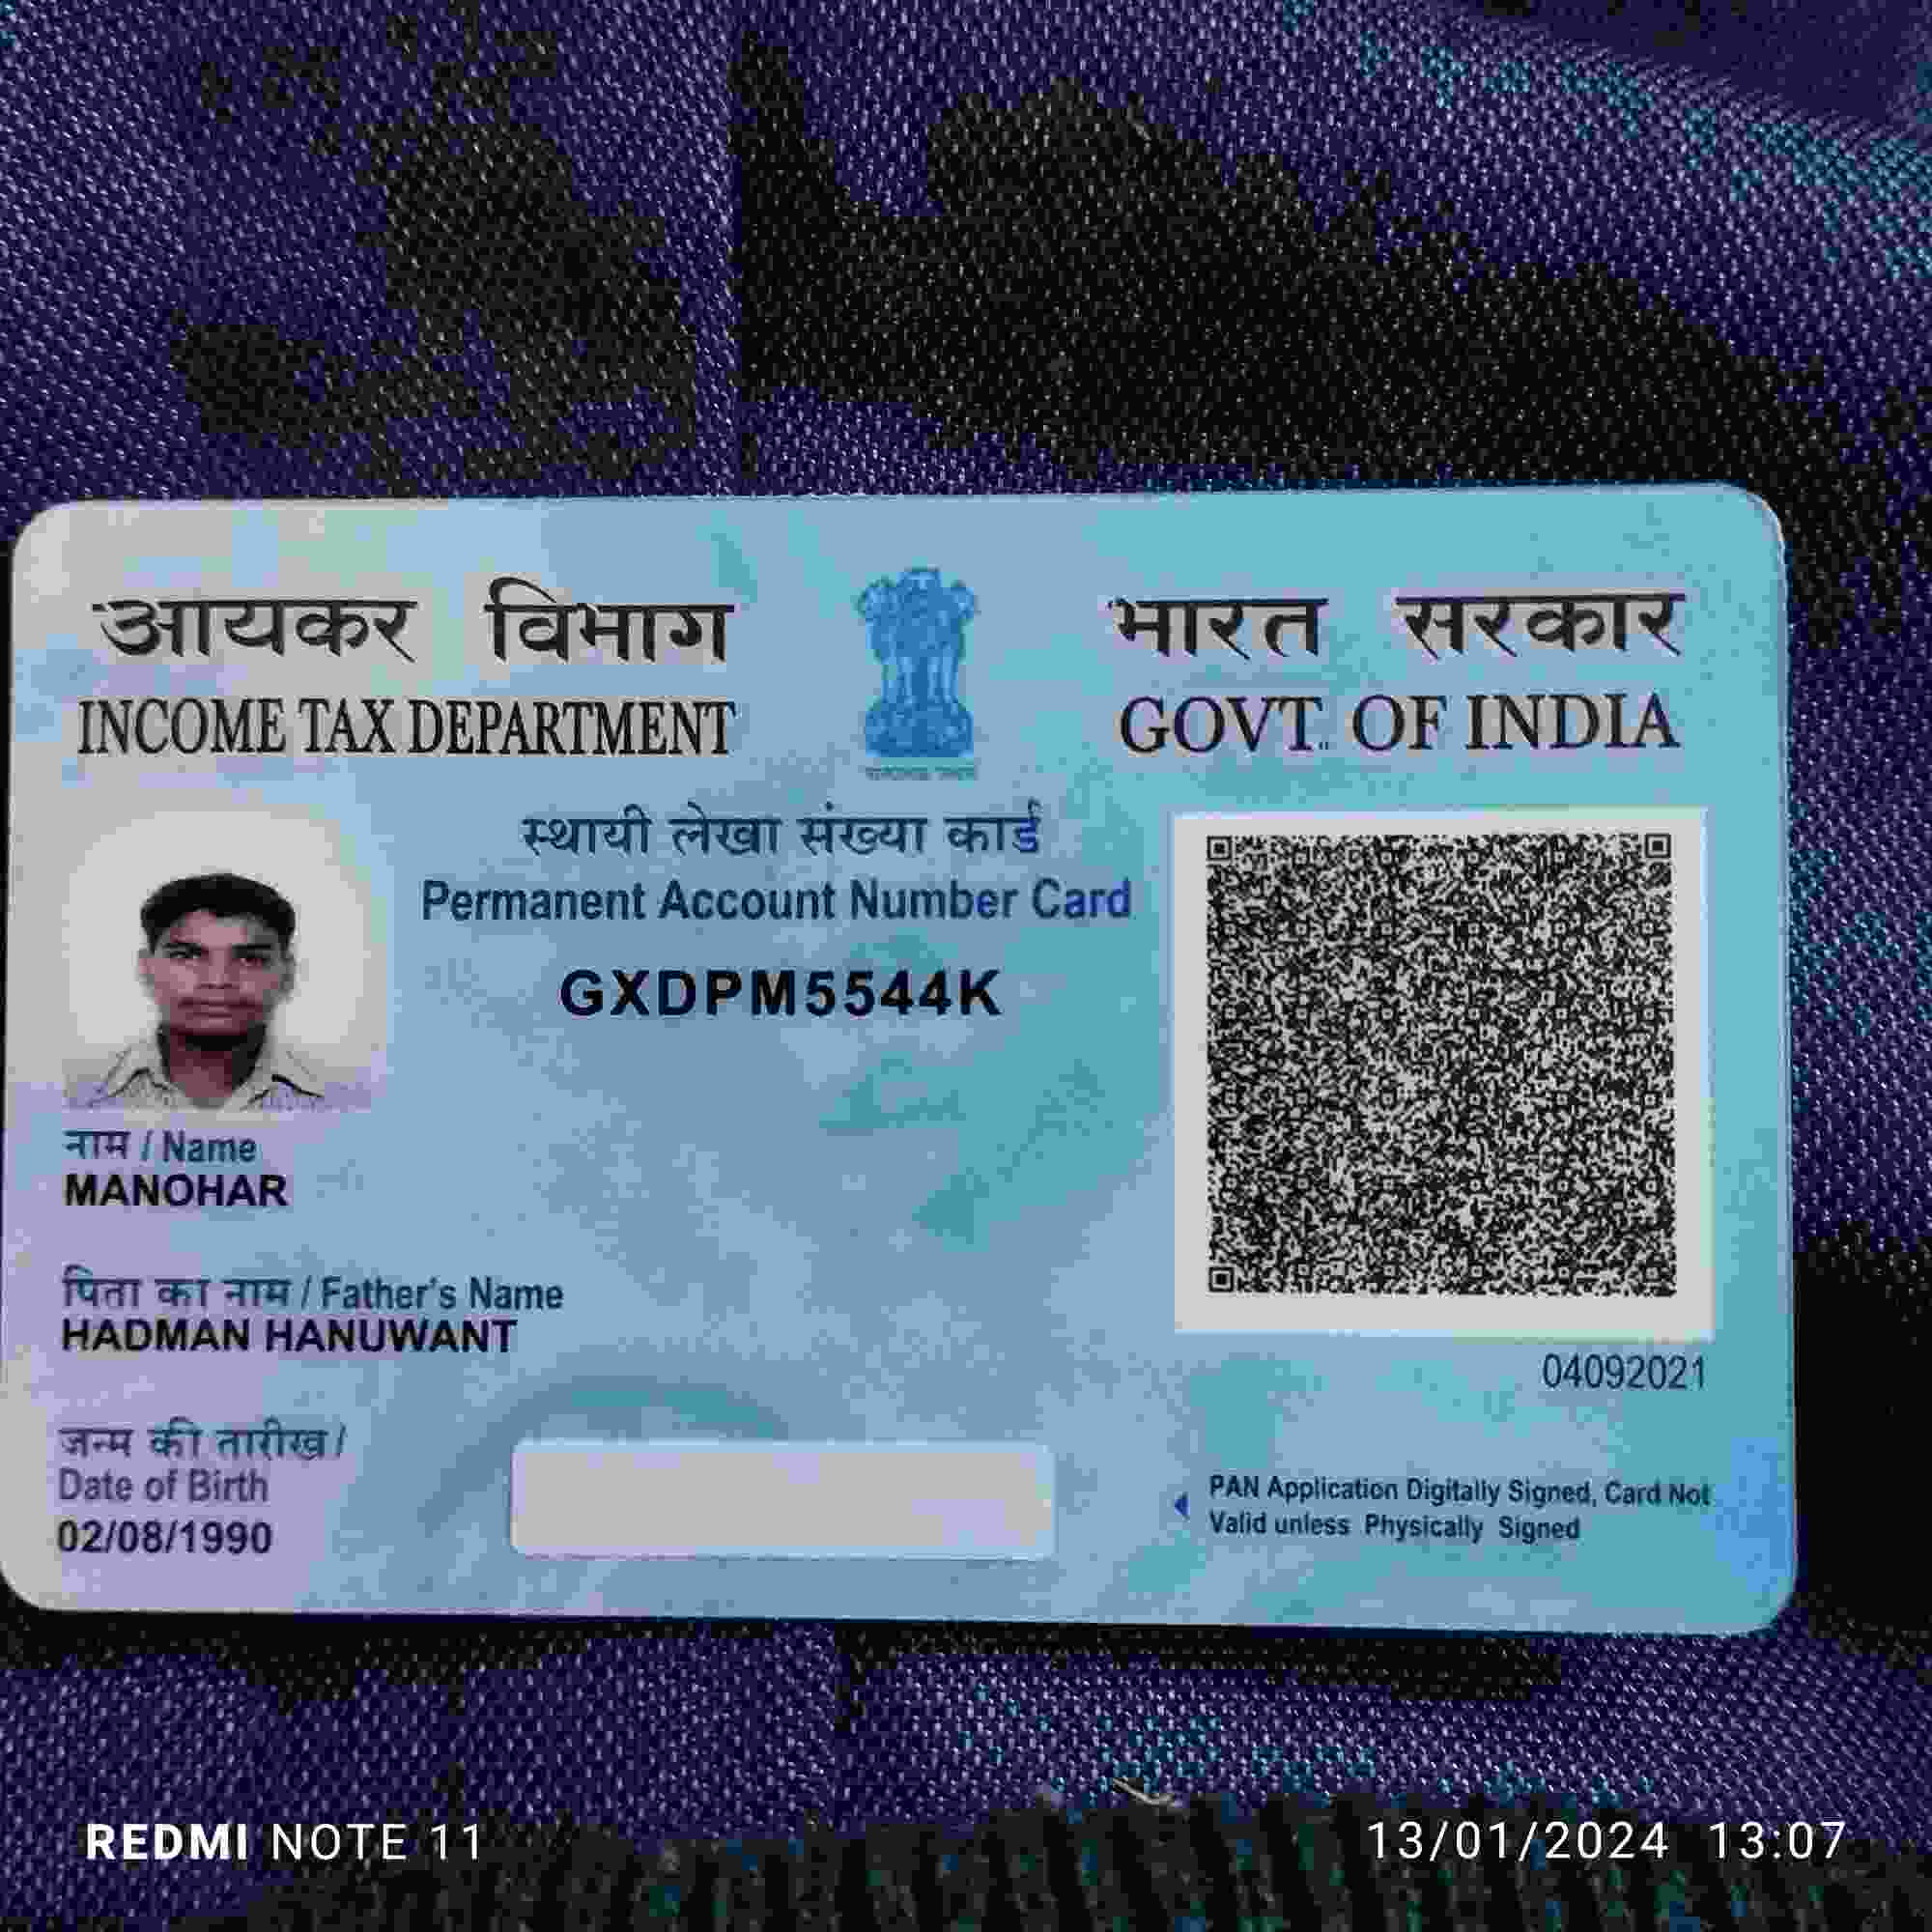 आयकर विभाग
INCOME TAX DEPARTMENT
भारत सरकार
GOVT. OF INDIA
स्थायी लेखा संख्या कार्ड
Permanent Account Number Card
GXDPM5544K
नाम / Name
MANOHAR
पिता का नाम / Father's Name
HADMAN HANUWANT
04092021
जन्म की तारीख /
Date of Birth
02/08/1990
PAN Application Digitally Signed, Card Not
Valid unless Physically Signed
REDMI NOTE 11
13/01/2024 13:07